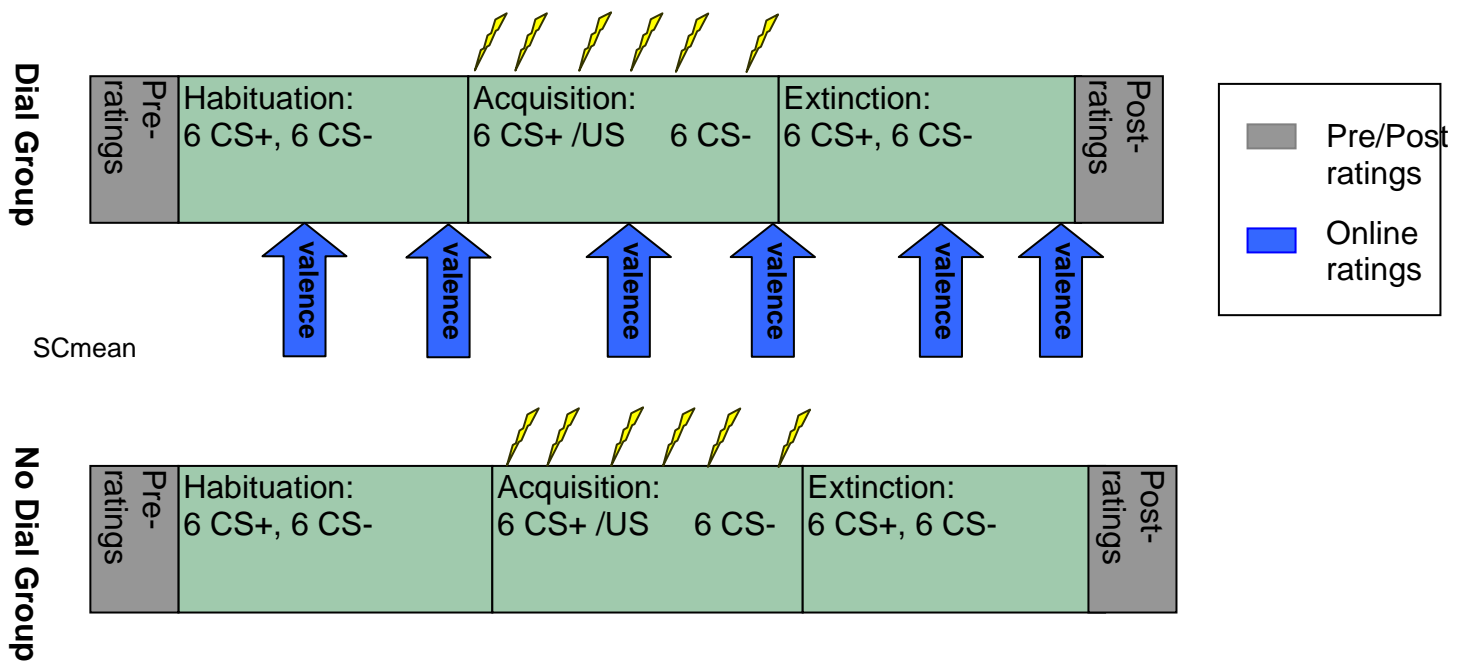 Dial Group
Pre-
ratings
Habituation:
6 CS+, 6 CS-
Acquisition:
6 CS+ /US 6 CS-
Extinction:
6 CS+, 6 CS-
Post-
ratings
Pre/Post
ratings
Online
ratings
valence
valence
valence
valence
valence
valence
SCmean
No Dial Group
Pre-
ratings
Habituation:
6 CS+, 6 CS-
Acquisition:
6 CS+ /US 6 CS-
Extinction:
6 CS+, 6 CS-
Post-
ratings